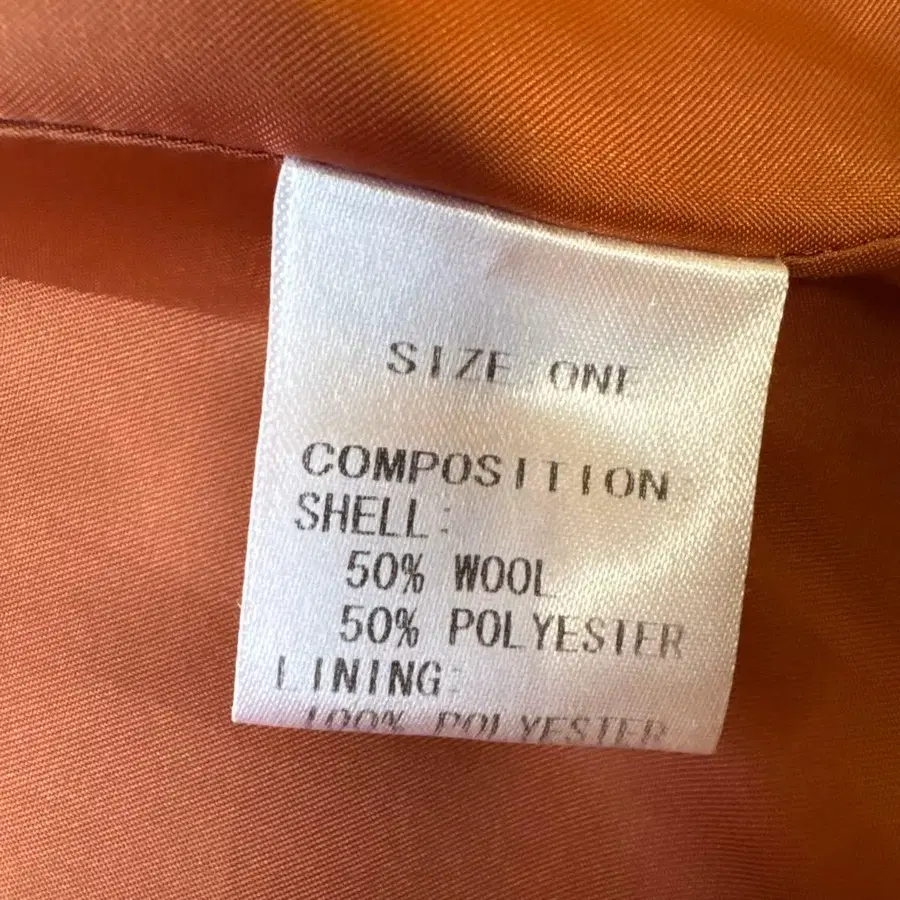 SIZE ONE
COMPOSITION:
SHELL:
50% WOOL
50% POLYESTER
LINING:
100% POLYESTER